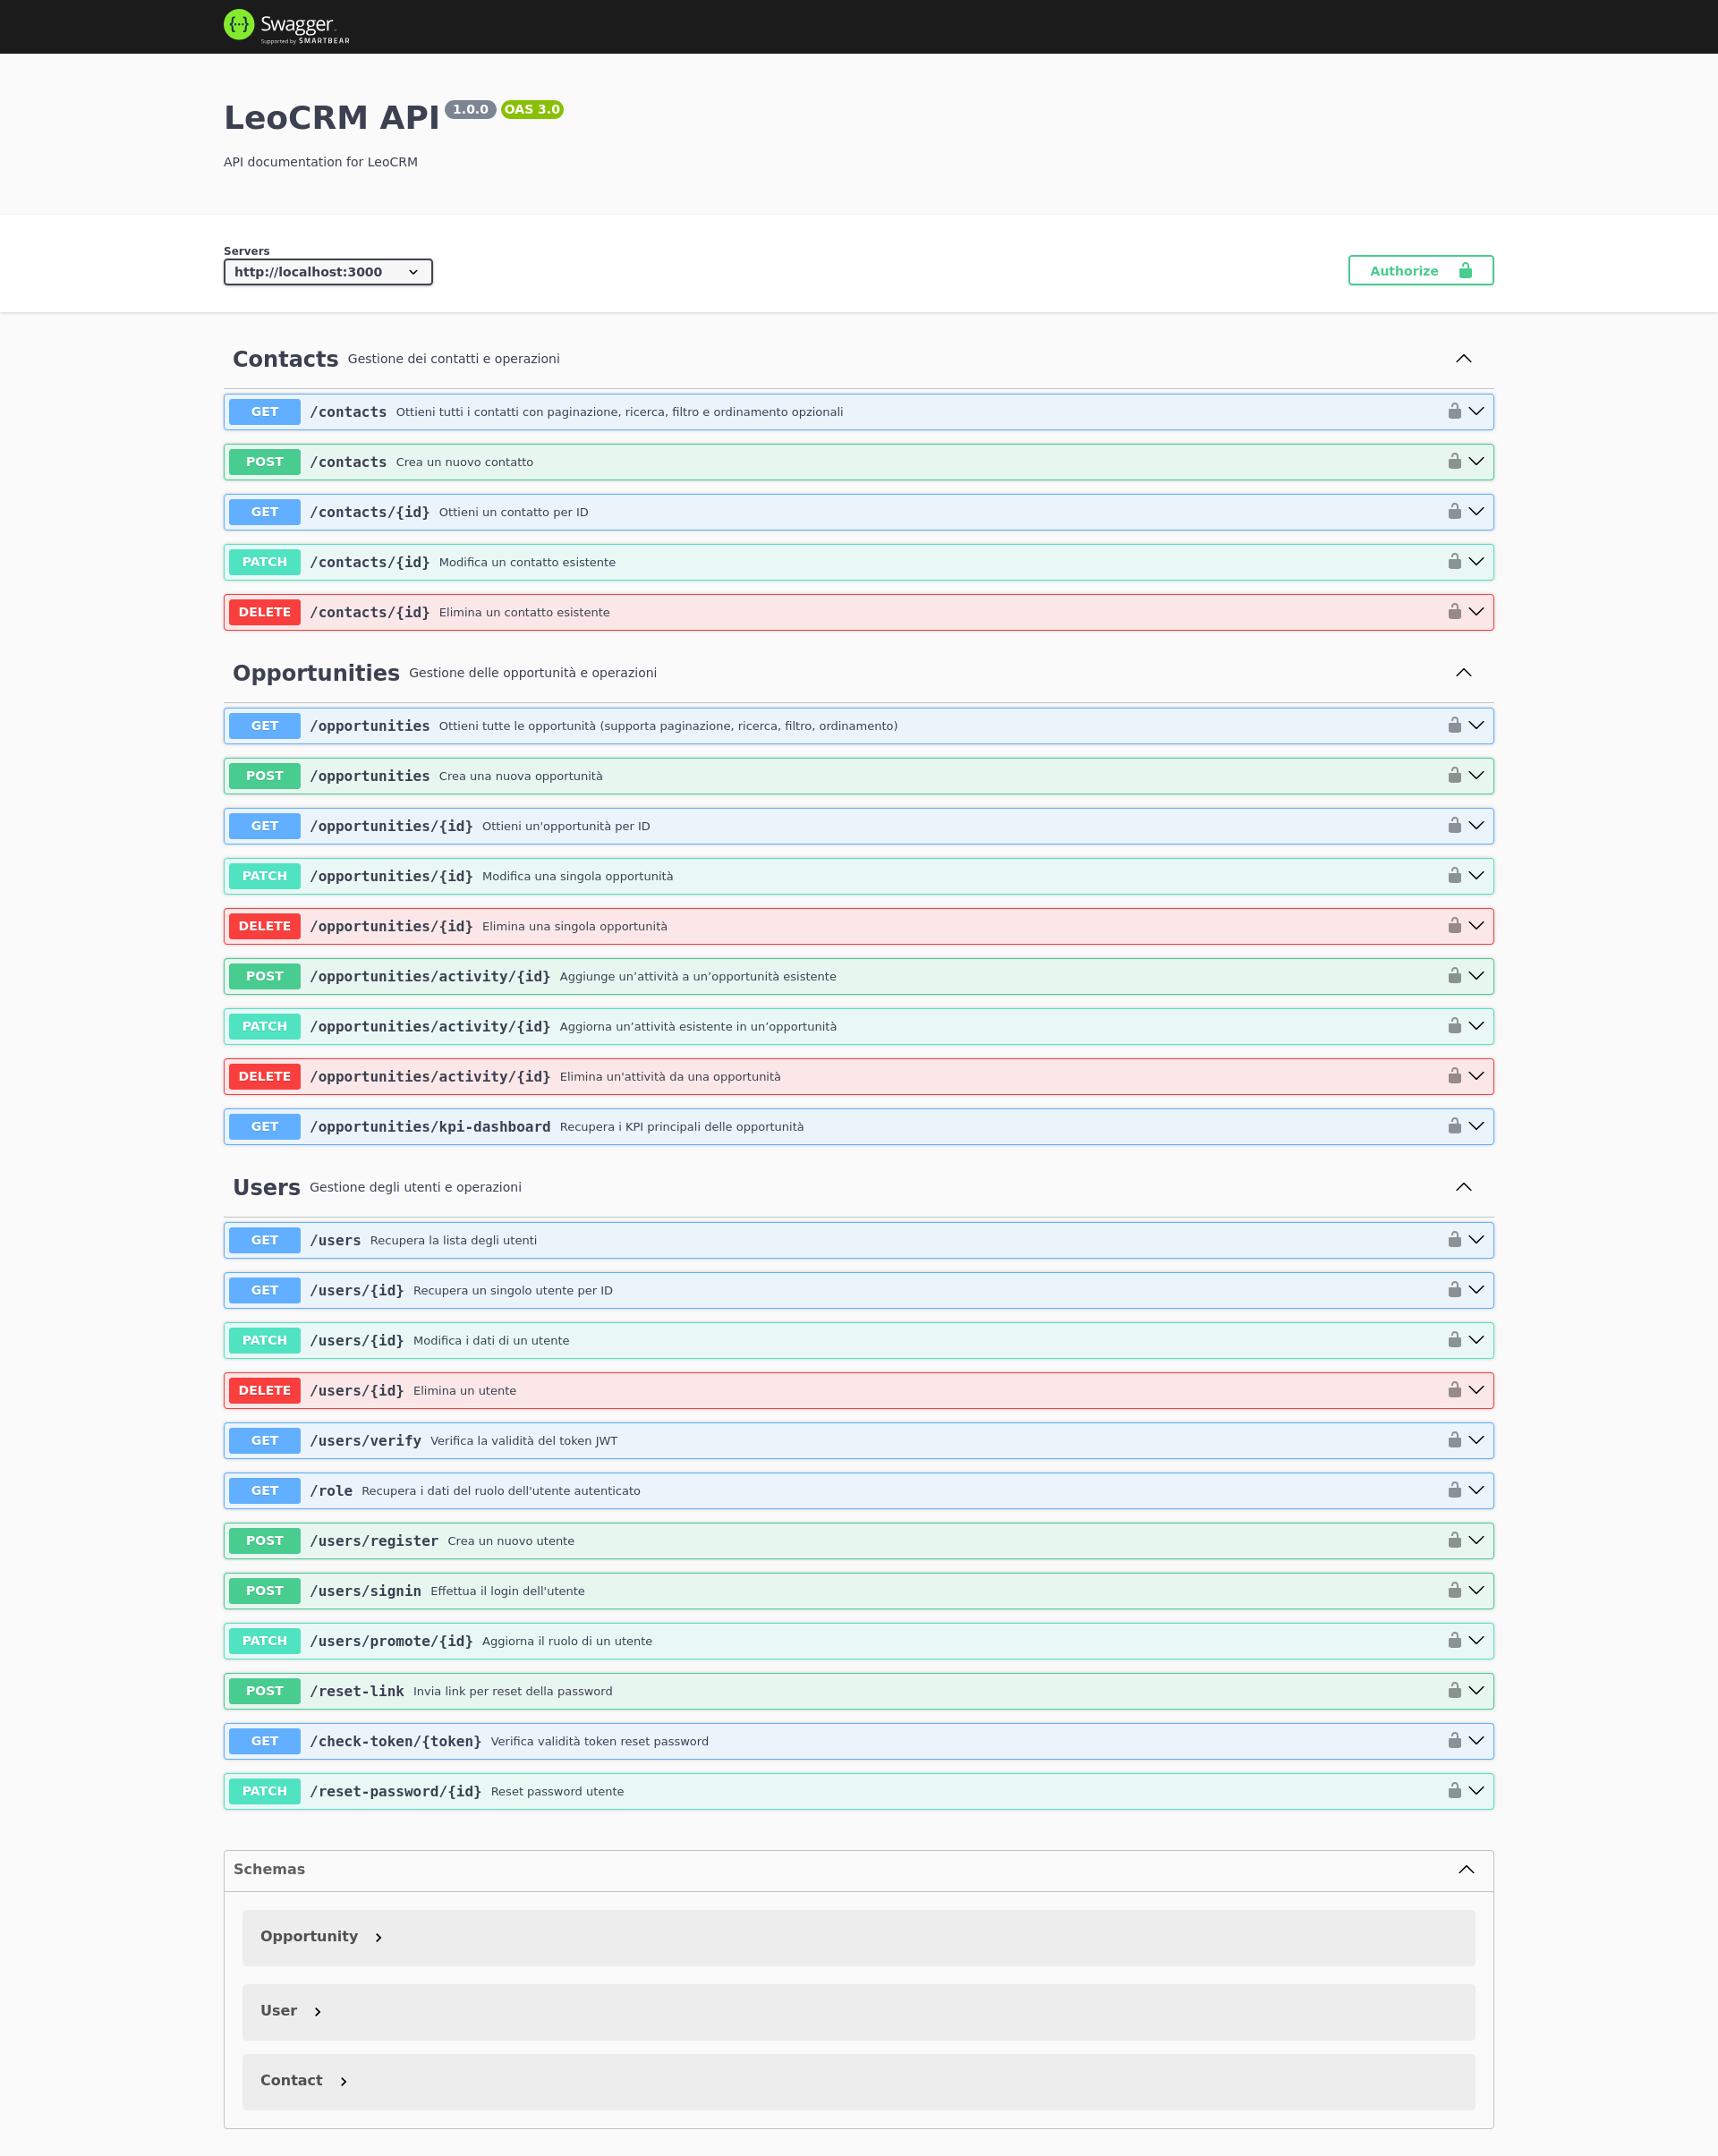 Swagger
Supported by SMARTBEAR
LeoCRM API 1.0.0 OAS 3.0
API documentation for LeoCRM
Servers
http://localhost:3000
Authorize
Contacts Gestione dei contatti e operazioni
GET /contacts Ottieni tutti i contatti con paginazione, ricerca, filtro e ordinamento opzionali
POST /contacts Crea un nuovo contatto
GET /contacts/{id} Ottieni un contatto per ID
PATCH /contacts/{id} Modifica un contatto esistente
DELETE /contacts/{id} Elimina un contatto esistente
Opportunities Gestione delle opportunità e operazioni
GET /opportunities Ottieni tutte le opportunità (supporta paginazione, ricerca, filtro, ordinamento)
POST /opportunities Crea una nuova opportunità
GET /opportunities/{id} Ottieni un'opportunità per ID
PATCH /opportunities/{id} Modifica una singola opportunità
DELETE /opportunities/{id} Elimina una singola opportunità
POST /opportunities/activity/{id} Aggiunge un’attività a un’opportunità esistente
PATCH /opportunities/activity/{id} Aggiorna un’attività esistente in un’opportunità
DELETE /opportunities/activity/{id} Elimina un'attività da una opportunità
GET /opportunities/kpi-dashboard Recupera i KPI principali delle opportunità
Users Gestione degli utenti e operazioni
GET /users Recupera la lista degli utenti
GET /users/{id} Recupera un singolo utente per ID
PATCH /users/{id} Modifica i dati di un utente
DELETE /users/{id} Elimina un utente
GET /users/verify Verifica la validità del token JWT
GET /role Recupera i dati del ruolo dell'utente autenticato
POST /users/register Crea un nuovo utente
POST /users/signin Effettua il login dell'utente
PATCH /users/promote/{id} Aggiorna il ruolo di un utente
POST /reset-link Invia link per reset della password
GET /check-token/{token} Verifica validità token reset password
PATCH /reset-password/{id} Reset password utente
Schemas
Opportunity
User
Contact